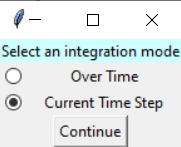 Select an integration mode
Over Time
Current Time Step
Continue